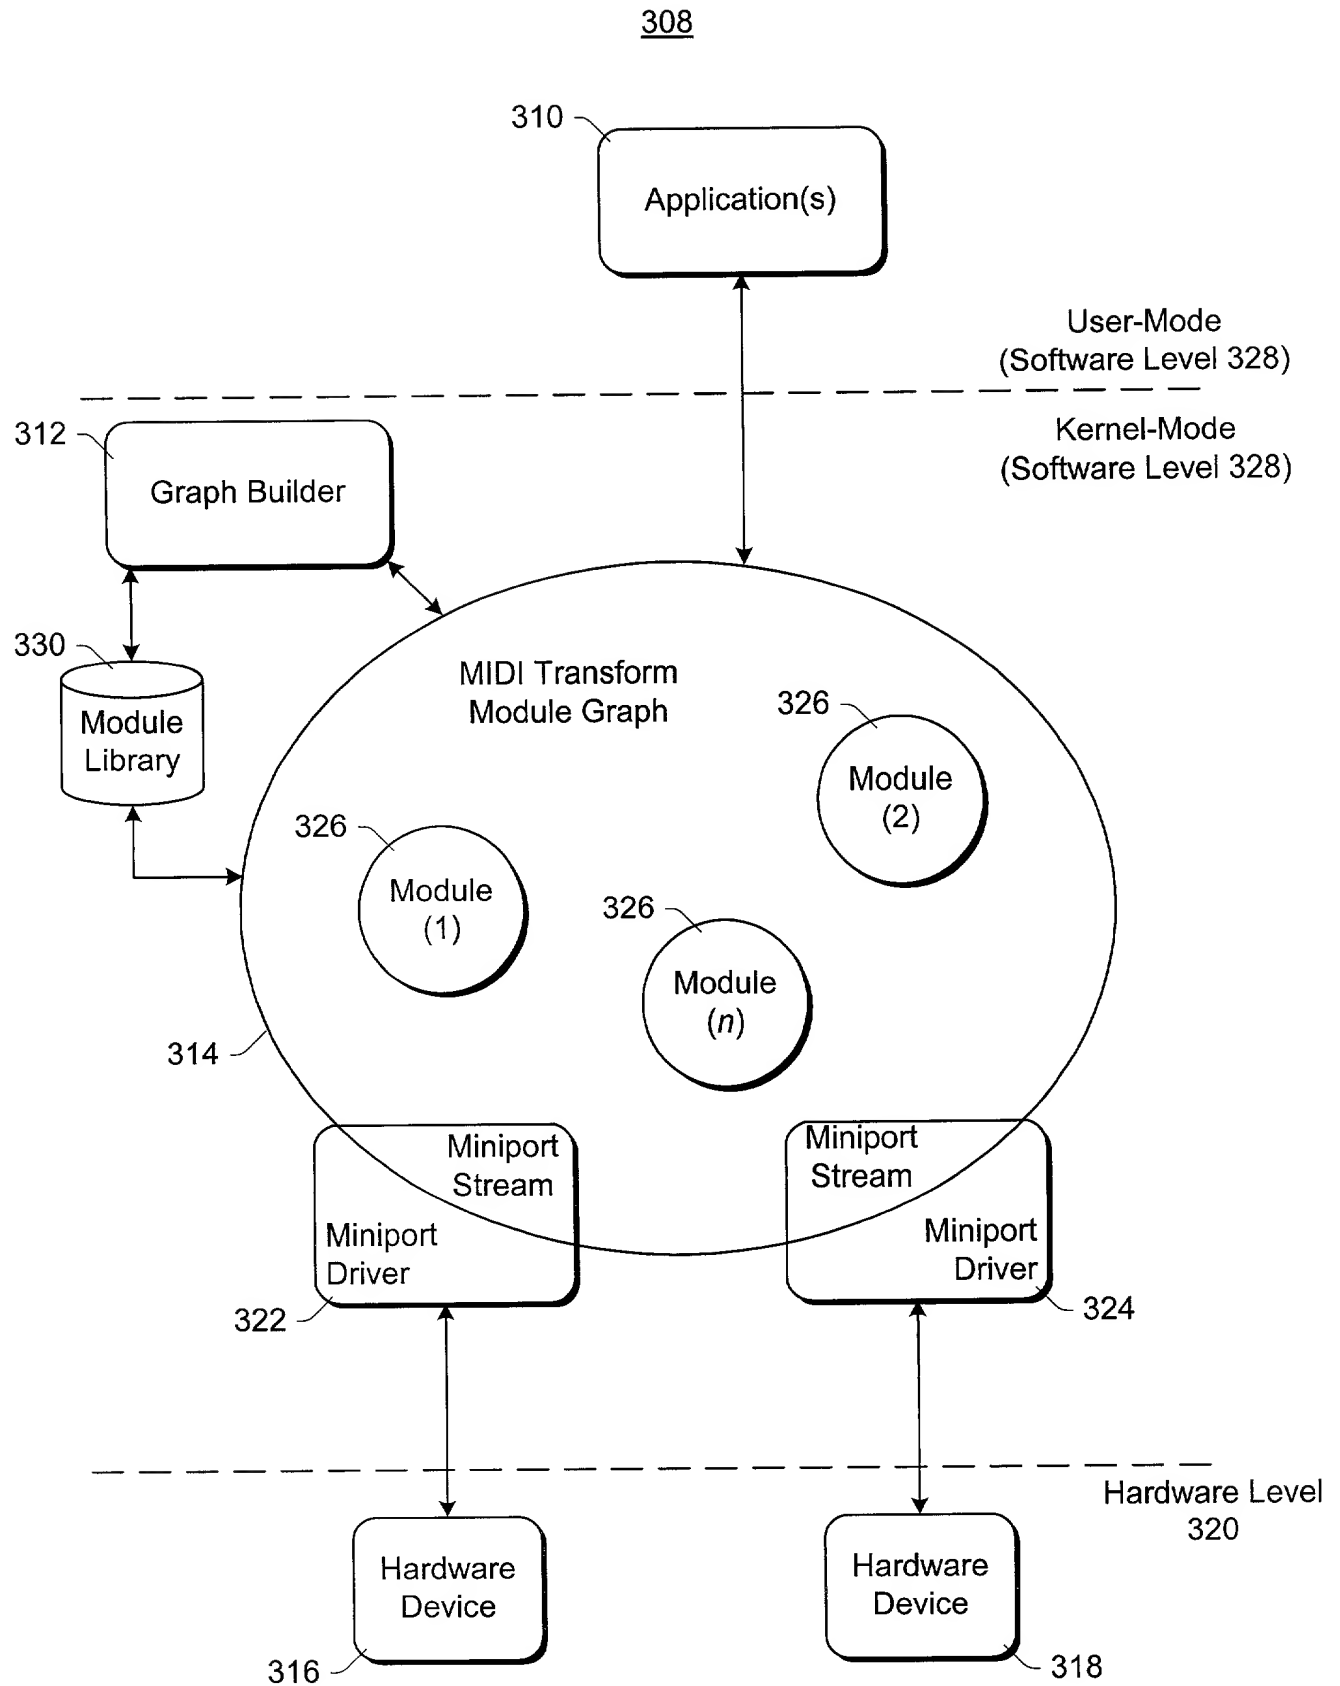 308
310
Application(s)
User-Mode
(Software Level 328)
312
Graph Builder
Kernel-Mode
(Software Level 328)
330
Module
Library
MIDI Transform
Module Graph
326
Module
(2)
326
Module
(1)
326
Module
(n)
314
Miniport
Stream
Miniport
Driver
322
Miniport
Stream
Miniport
Driver
324
Hardware Level
320
Hardware
Device
316
Hardware
Device
318